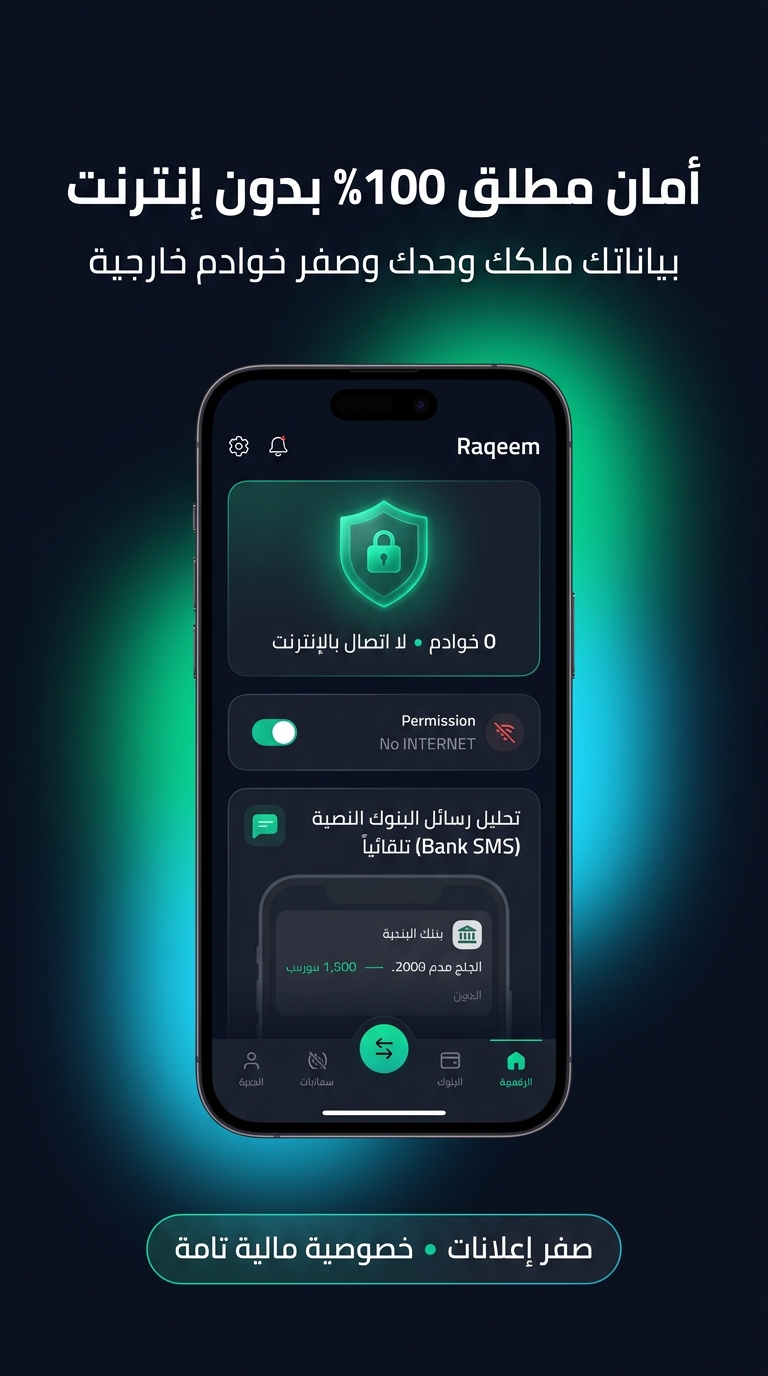 أمان مطلق 100% بدون إنترنت
بياناتك ملكك وحدك وصفر خوادم خارجية
Raqeem
0 خوادم • لا اتصال بالإنترنت
Permission
No INTERNET
تحليل رسائل البنوك النصية
(Bank SMS) تلقائياً
البنوك
صفر إعلانات • خصوصية مالية تامة